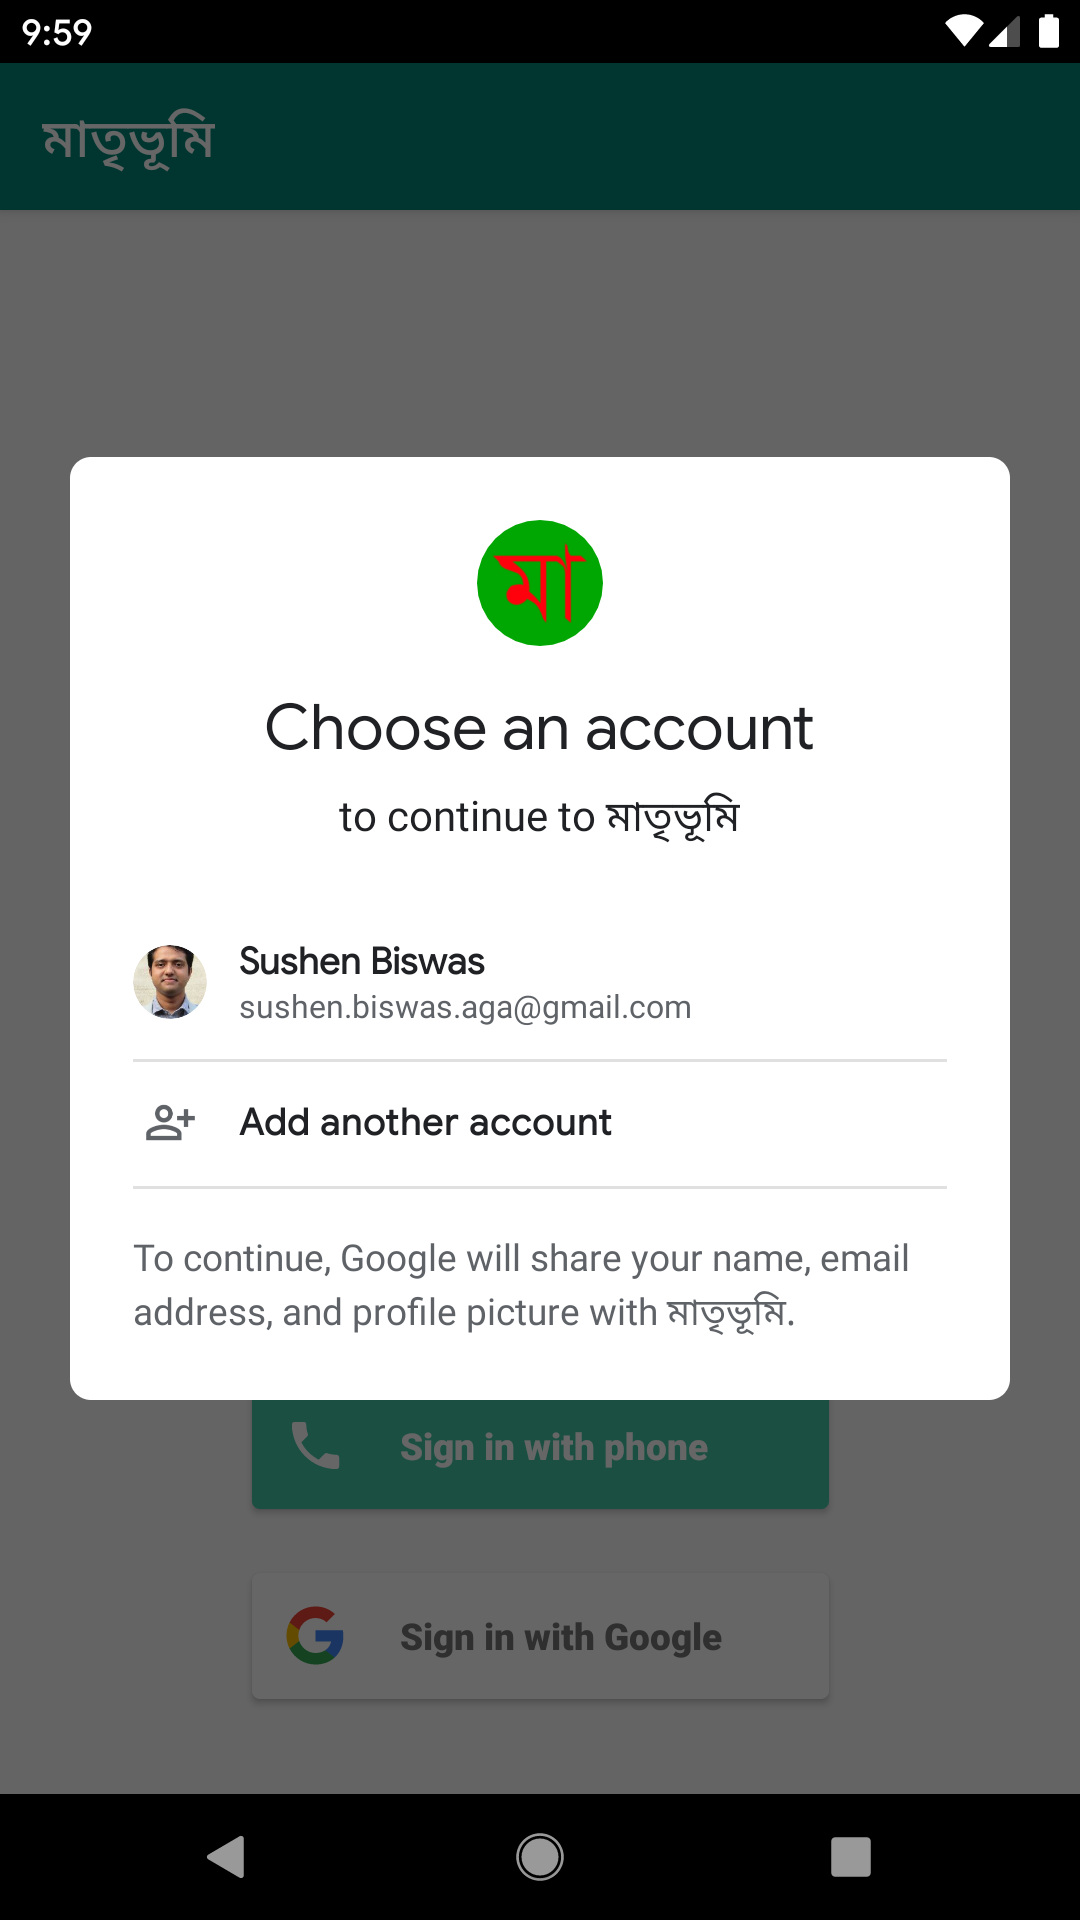 9:59
মাতৃভূমি
মা
Choose an account
to continue to মাতৃভূমি
Sushen Biswas
sushen.biswas.aga@gmail.com
Add another account
To continue, Google will share your name, email
address, and profile picture with মাতৃভূমি.
Sign in with phone
Sign in with Google